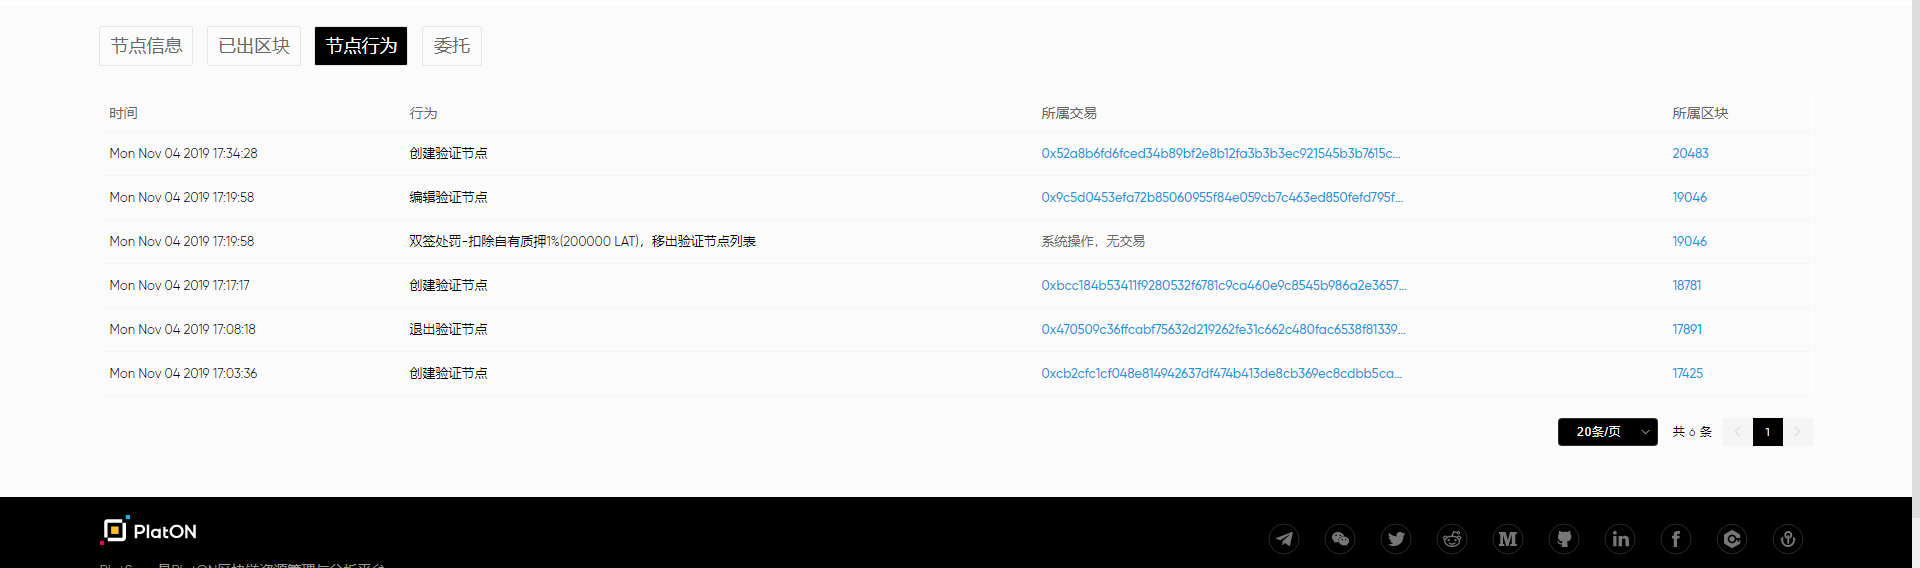 节点信息 已出区块 节点行为 委托
时间 行为 所属交易 所属区块
Mon Nov 04 2019 17:34:28 创建验证节点 0x52a8b6fd6fced34b89bf2e8b12fa3b3b3ec921545b3b7615c... 20483
Mon Nov 04 2019 17:19:58 编辑验证节点 0x9c5d0453efa72b85060955f84e059cb7c463ed850fefd795f... 19046
Mon Nov 04 2019 17:19:58 双签处罚-扣除自有质押1%(200000 LAT)，移出验证节点列表 系统操作，无交易 19046
Mon Nov 04 2019 17:17:17 创建验证节点 0xbcc184b53411f9280532f6781c9ca460e9c8545b986a2e3657... 18781
Mon Nov 04 2019 17:08:18 退出验证节点 0x470509c36ffcabf75632d219262fe31c662c480fac6538f81339... 17891
Mon Nov 04 2019 17:03:36 创建验证节点 0xcb2cfc1cf048e814942637df474b413de8cb369ec8cdbb5ca... 17425
20条/页 共 6 条 1
PlatON